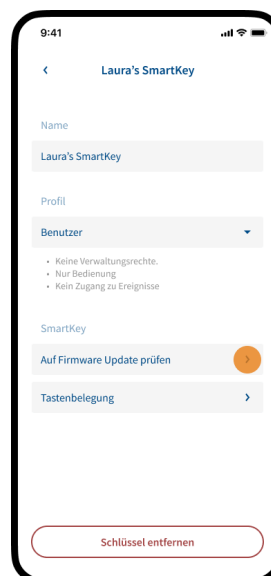 9:41
Laura's SmartKey
Name
Laura's SmartKey
Profil
Benutzer
• Keine Verwaltungsrechte.
• Nur Bedienung
• Kein Zugang zu Ereignisse
SmartKey
Auf Firmware Update prüfen
Tastenbelegung
Schlüssel entfernen